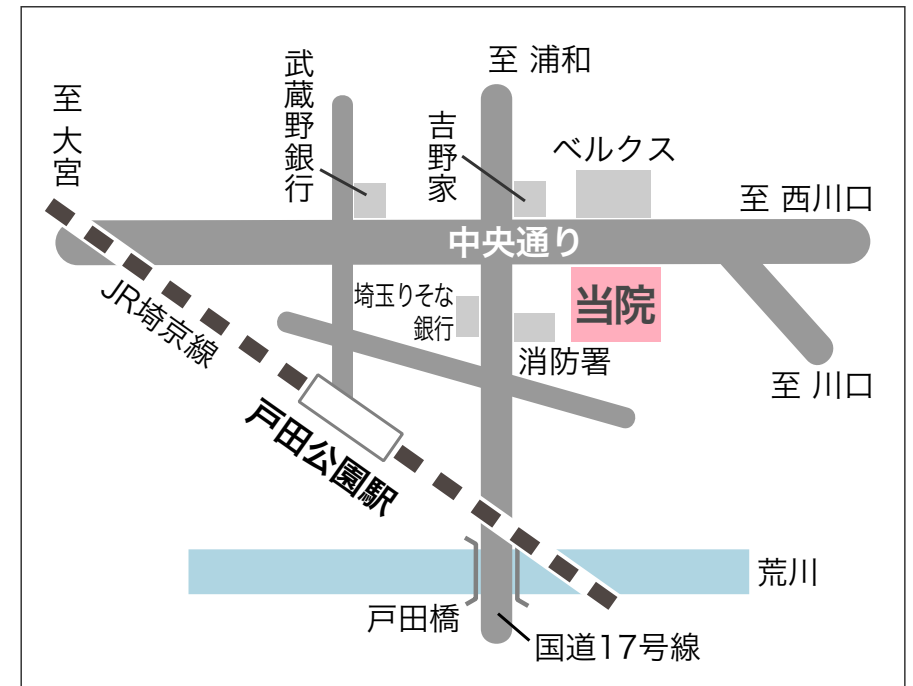 至 浦和
武蔵野銀行
至 大宮
吉野家
ベルクス
至 西川口
中央通り
JR埼京線
埼玉りそな
銀行
当院
消防署
至 川口
戸田公園駅
荒川
戸田橋
国道17号線